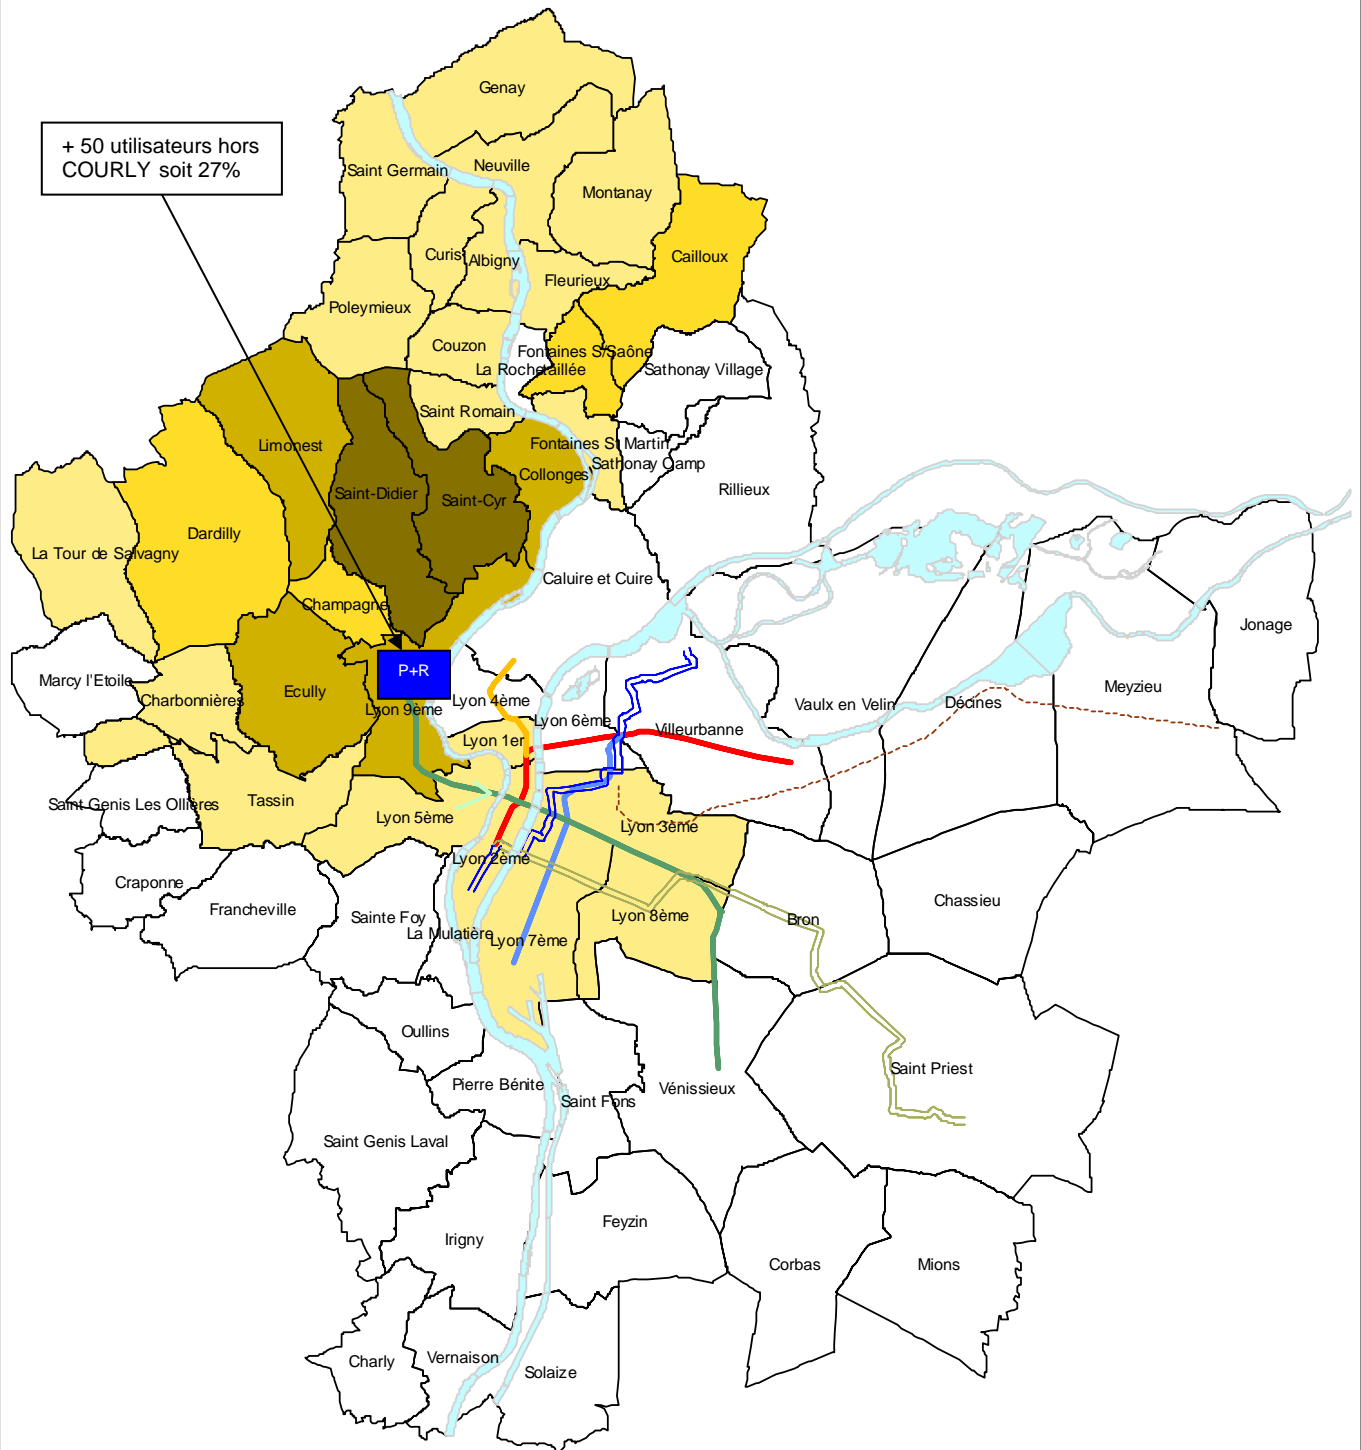 Genay
+ 50 utilisateurs hors
COURLY soit 27%
Saint Germain
Neuville
Montanay
Curis
Albigny
Cailloux
Fleurieux
Poleymieux
Couzon
Fontaines S/Saône
La Rochetaillée
Sathonay Village
Saint Romain
Limonest
Fontaines St Martin
Collonges
Sathonay Camp
Saint-Didier
Saint-Cyr
Rillieux
Dardilly
La Tour de Salvagny
Caluire et Cuire
Champagne
Jonage
P+R
Marcy l'Etoile
Charbonnières
Ecully
Lyon 4ème
Meyzieu
Lyon 9ème
Vaulx en Velin
Décines
Lyon 6ème
Villeurbanne
Lyon 1er
Saint Genis Les Ollières
Tassin
Lyon 5ème
Lyon 3ème
Lyon 2ème
Craponne
Francheville
Sainte Foy
Chassieu
Lyon 8ème
Bron
La Mulatière
Lyon 7ème
Oullins
Saint Priest
Pierre Bénite
Vénissieux
Saint Fons
Saint Genis Laval
Feyzin
Irigny
Corbas
Mions
Charly
Vernaison
Solaize